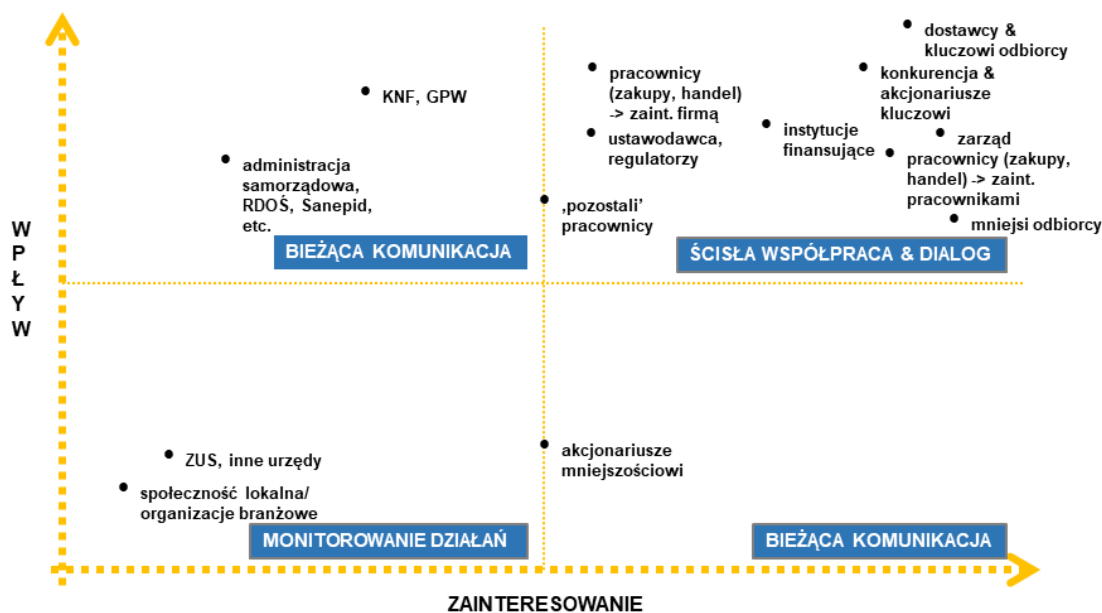 WPŁYW
dostawcy &
kluczowi odbiorcy
pracownicy
(zakupy, handel)
-> zaint. firmą
konkurencja &
akcjonariusze
kluczowi
KNF, GPW
ustawodawca,
regulatorzy
instytucje
finansujące
zarząd
pracownicy (zakupy,
handel) -> zaint.
pracownikami
administracja
samorządowa,
RDOŚ, Sanepid,
etc.
‚pozostali’
pracownicy
mniejsi odbiorcy
BIEŻĄCA KOMUNIKACJA
ŚCISŁA WSPÓŁPRACA & DIALOG
ZUS, inne urzędy
akcjonariusze
mniejszościowi
społeczność lokalna/
organizacje branżowe
MONITOROWANIE DZIAŁAŃ
BIEŻĄCA KOMUNIKACJA
ZAINTERESOWANIE